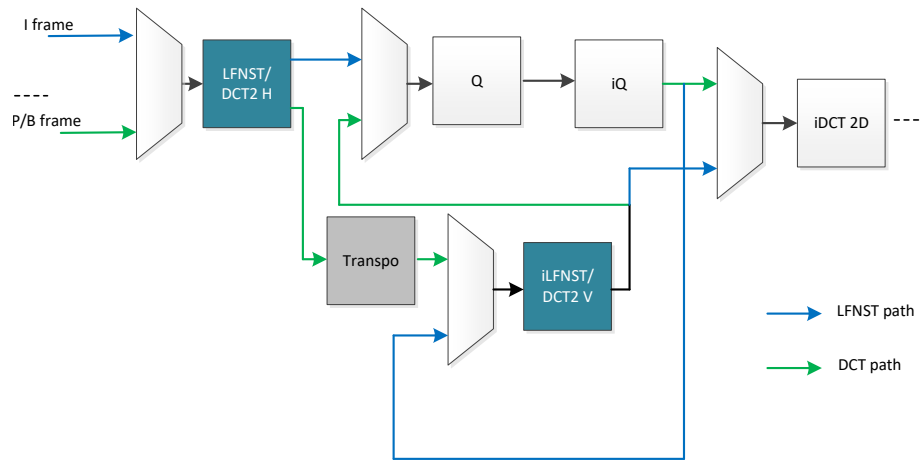 I frame
P/B frame
LFNST/
DCT2 H
Q
iQ
iDCT 2D
Transpo
iLFNST/
DCT2 V
LFNST path
DCT path